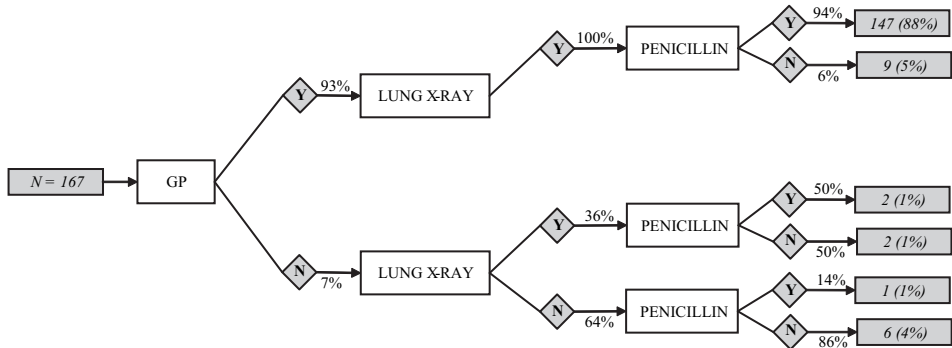 Y 94% 147 (88%)
Y 100% PENICILLIN
N 6% 9 (5%)
Y 93% LUNG X-RAY
N = 167 GP
Y 50% 2 (1%)
Y 36% PENICILLIN
N 50% 2 (1%)
N 7% LUNG X-RAY
Y 14% 1 (1%)
N 64% PENICILLIN
N 86% 6 (4%)